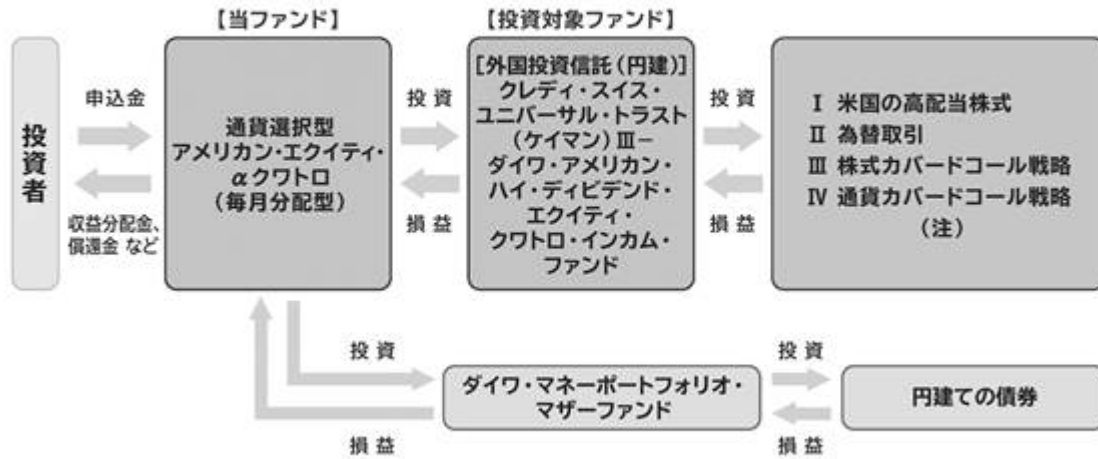 【当ファンド】
【投資対象ファンド】
投資者
申込金
収益分配金、
償還金 など
通貨選択型
アメリカン・エクイティ・
αクワトロ
(毎月分配型)
投 資
損 益
[外国投資信託(円建)]
クレディ・スイス・
ユニバーサル・トラスト
(ケイマン)Ⅲ－
ダイワ・アメリカン・
ハイ・ディビデンド・
エクイティ・
クワトロ・インカム・
ファンド
投 資
損 益
Ⅰ 米国の高配当株式
Ⅱ 為替取引
Ⅲ 株式カバードコール戦略
Ⅳ 通貨カバードコール戦略
(注)
投 資
損 益
ダイワ・マネーポートフォリオ・
マザーファンド
投 資
損 益
円建ての債券